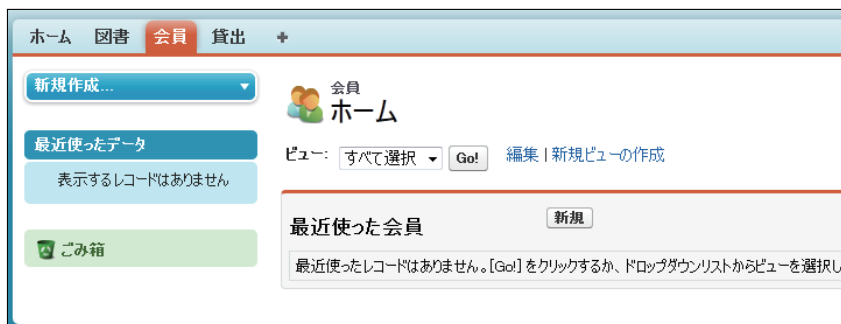 ホーム 図書 会員 貸出 +
新規作成...
最近使ったデータ
表示するレコードはありません
ごみ箱
会員
ホーム
ビュー: すべて選択 Go! 編集 | 新規ビューの作成
最近使った会員 新規
最近使ったレコードはありません。[Go!] をクリックするか、ドロップダウンリストからビューを選択し